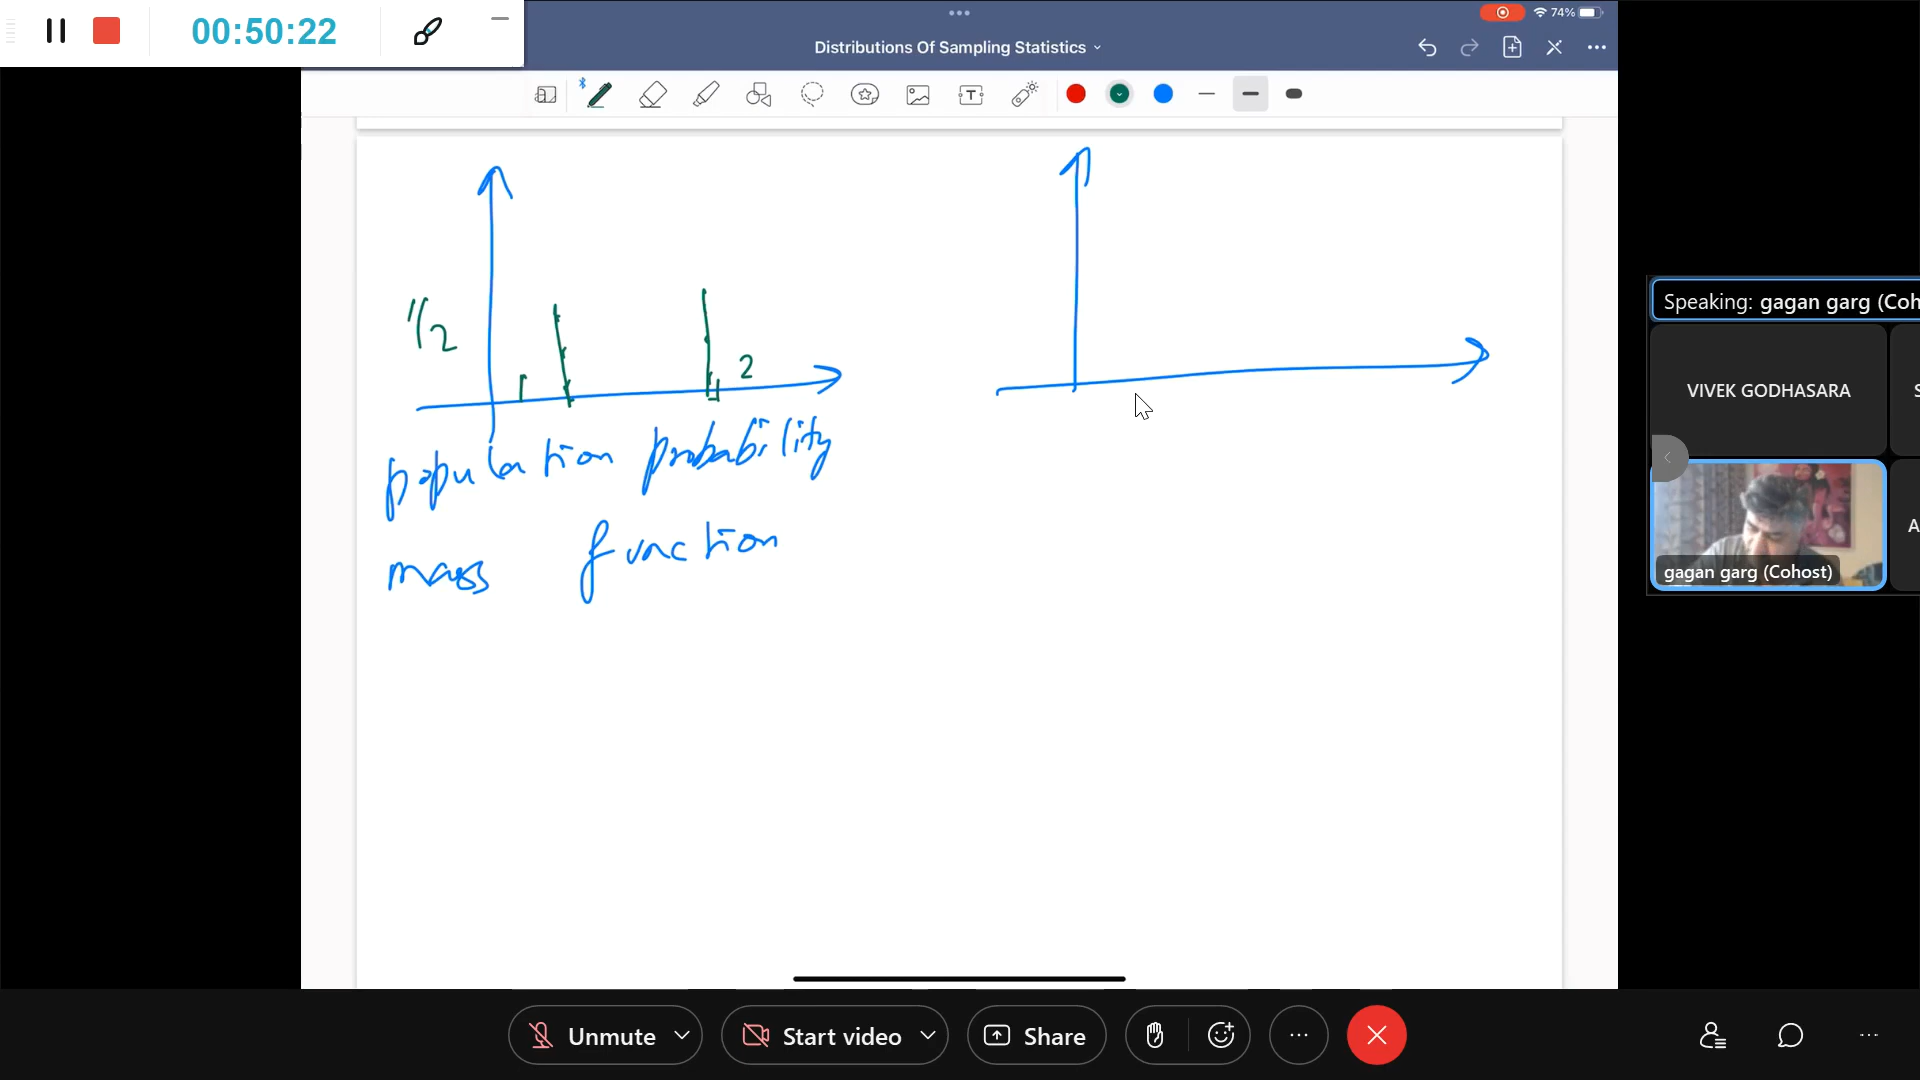 00:50:22
74%
Distributions Of Sampling Statistics
T
1/2
1
2
population probability
mass function
Speaking: gagan garg (Coh
VIVEK GODHASARA
S
gagan garg (Cohost)
A
Unmute
Start video
Share